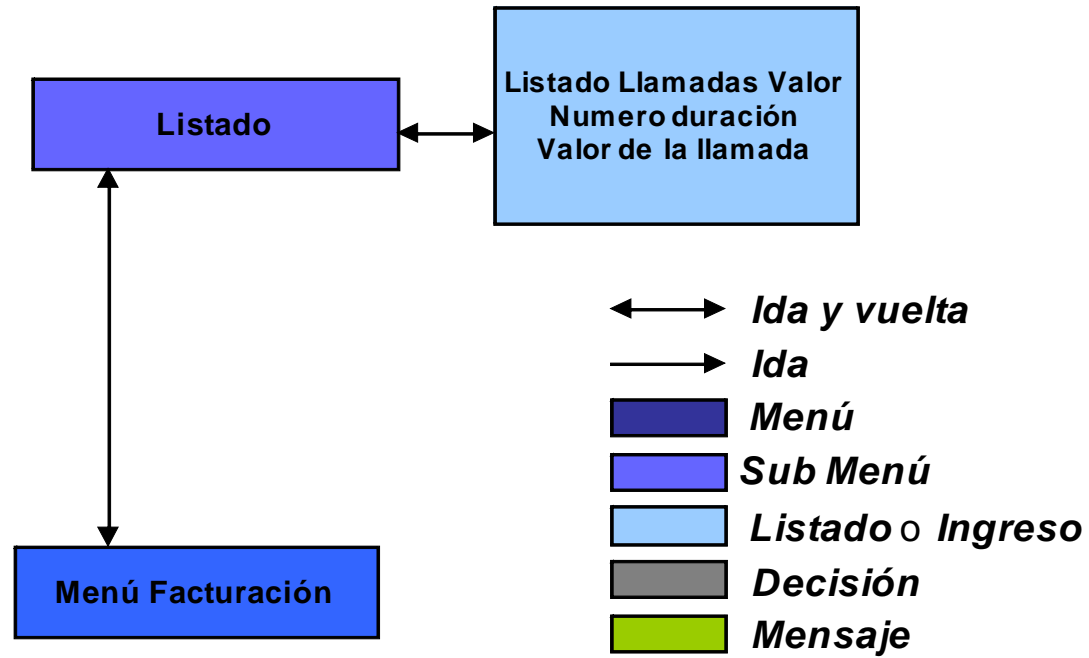 Listado
Listado Llamadas Valor
Numero duración
Valor de la llamada
Ida y vuelta
Ida
Menú
Sub Menú
Listado o Ingreso
Decisión
Mensaje
Menú Facturación